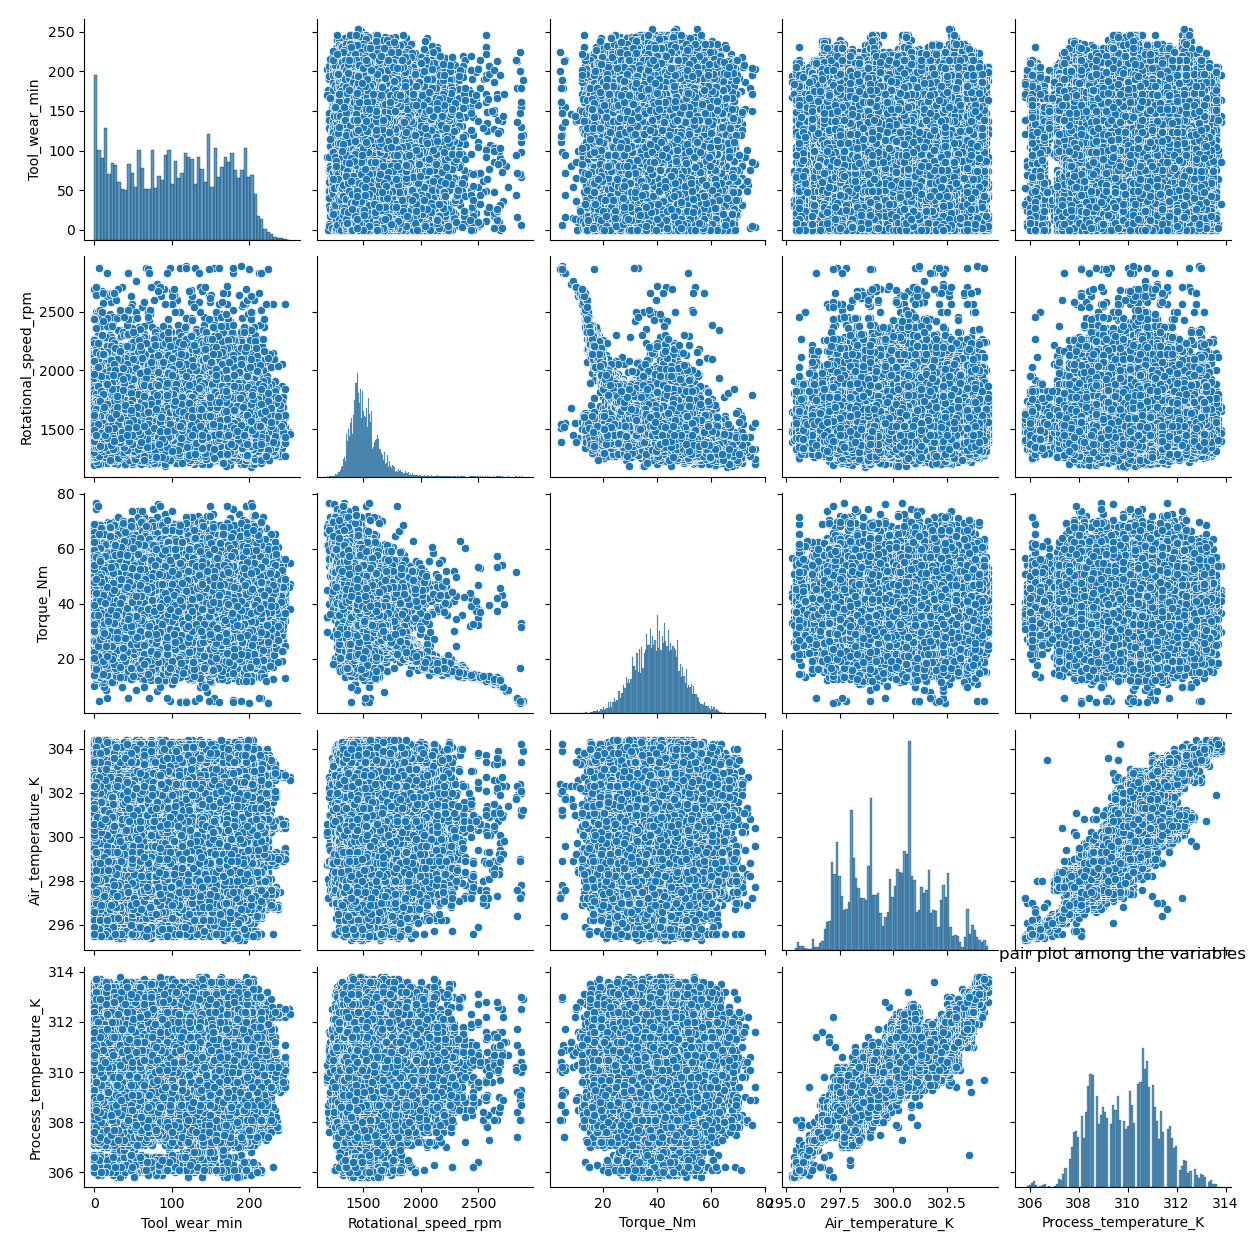 250
200
150
100
50
0
Tool_wear_min
2500
2000
1500
Rotational_speed_rpm
80
60
40
20
Torque_Nm
304
302
300
298
296
Air_temperature_K
pair plot among the variables
314
312
310
308
306
Process_temperature_K
0 100 200
1500 2000 2500
20 40 60 80
295.0 297.5 300.0 302.5
306 308 310 312 314
Tool_wear_min
Rotational_speed_rpm
Torque_Nm
Air_temperature_K
Process_temperature_K